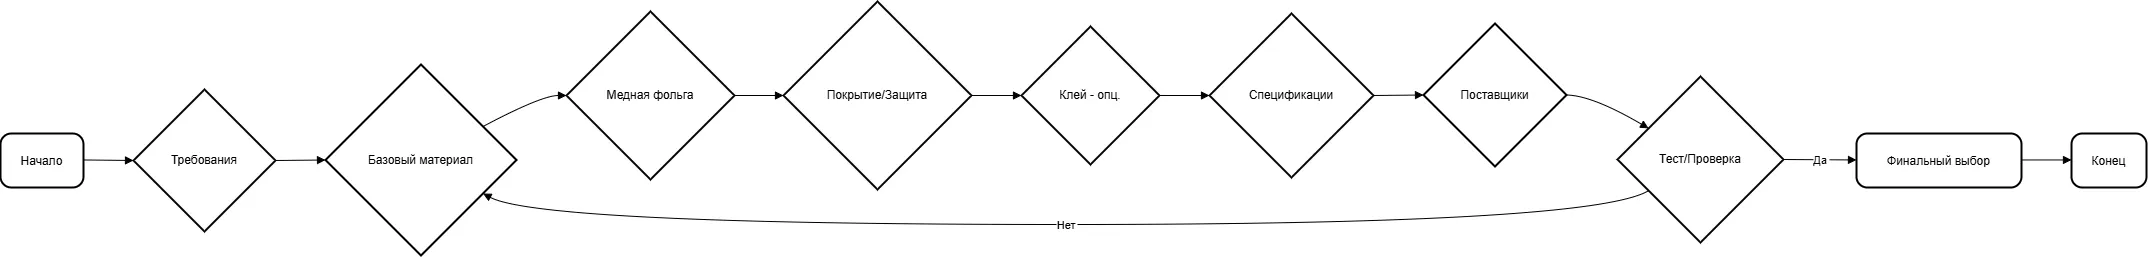 Начало
Требования
Базовый материал
Медная фольга
Покрытие/Защита
Клей - опц.
Спецификации
Поставщики
Тест/Проверка
Да
Финальный выбор
Конец
Нет